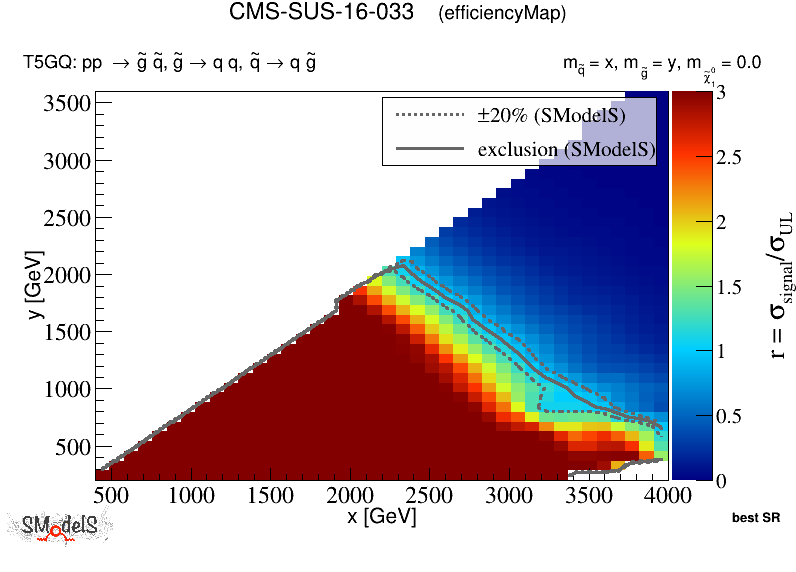 CMS-SUS-16-033 (efficiencyMap)
T5GQ: pp → g̃ q̃, g̃ → q q, q̃ → q g̃
m_q̃ = x, m_g̃ = y, m_χ̃₁⁰ = 0.0
±20% (SModelS)
exclusion (SModelS)
3500
3000
2500
2000
1500
1000
500
y [GeV]
500 1000 1500 2000 2500 3000 3500 4000
x [GeV]
3
2.5
2
1.5
1
0.5
0
r = σ_signal/σ_UL
SModelS
best SR